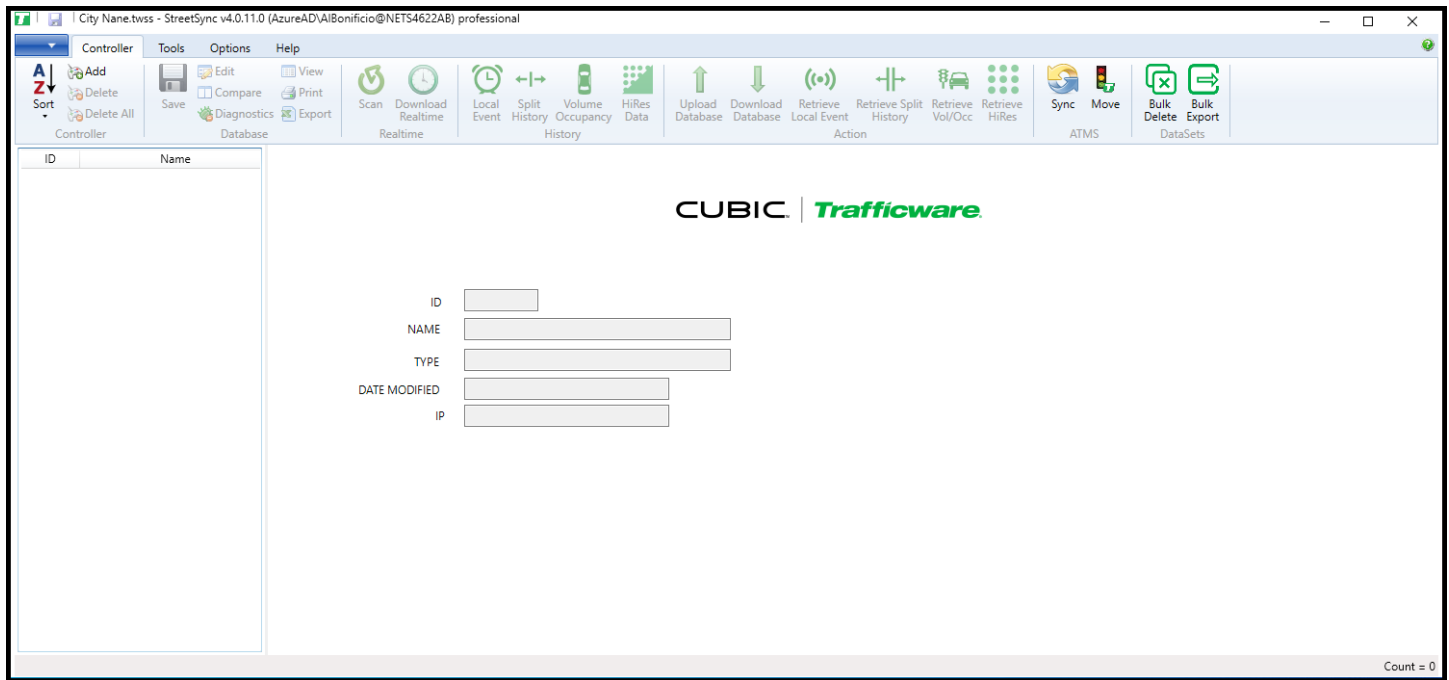 City Nane.twss - StreetSync v4.0.11.0 (AzureAD\AlBonificio@NETS4622AB) professional
Controller Tools Options Help
Sort
Add
Delete
Delete All
Controller
Save
Edit
Compare
Diagnostics
View
Print
Export
Database
Scan
Download
Realtime
Realtime
Local
Event
Split
History
Volume
Occupancy
HiRes
Data
History
Upload
Database
Download
Database
Retrieve
Local Event
Retrieve Split
History
Retrieve
Vol/Occ
Retrieve
HiRes
Action
Sync
Move
ATMS
Bulk
Delete
Bulk
Export
DataSets
ID Name
CUBIC Trafficware
ID
NAME
TYPE
DATE MODIFIED
IP
Count = 0